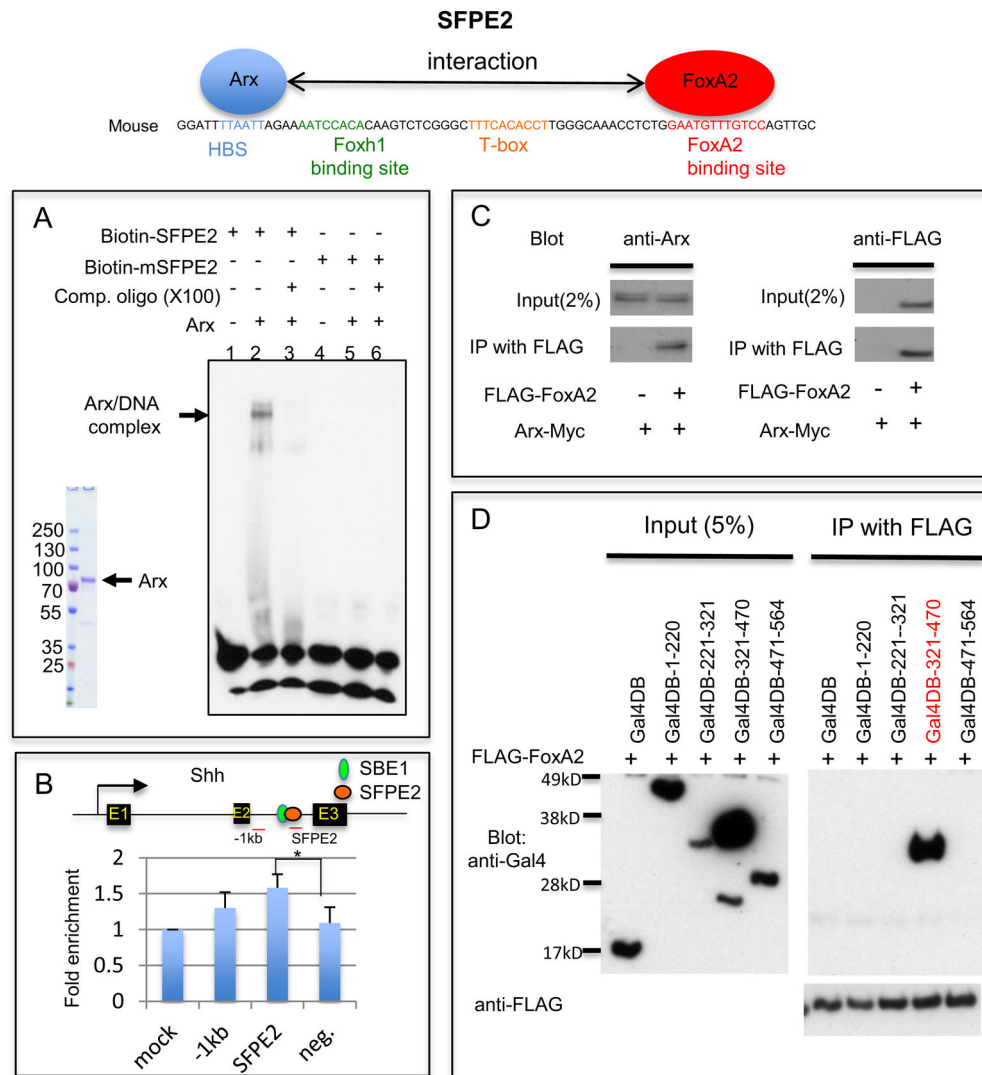 SFPE2
Arx
interaction
FoxA2
Mouse GGATTTTAATTAGAAAATCCACACAAGTCTCGGGCTTTCACACCTTGGGCAAACCTCTGGAATGTTTGTCCAGTTGC
HBS
Foxh1
binding site
T-box
FoxA2
binding site
A
Biotin-SFPE2 + + + - - -
Biotin-mSFPE2 - - - + + +
Comp. oligo (X100) - - + - - +
Arx - + + - + +
1 2 3 4 5 6
Arx/DNA
complex
250
130
100
70
55
35
25
Arx
B
Shh
SBE1
SFPE2
E1
E2
E3
-1kb
SFPE2
*
Fold enrichment
2
1.5
1
0.5
0
mock
-1kb
SFPE2
neg.
C
Blot
anti-Arx
anti-FLAG
Input(2%)
Input(2%)
IP with FLAG
IP with FLAG
FLAG-FoxA2 - +
FLAG-FoxA2 - +
Arx-Myc + +
Arx-Myc + +
D
Input (5%)
IP with FLAG
Gal4DB
Gal4DB-1-220
Gal4DB-221-321
Gal4DB-321-470
Gal4DB-471-564
Gal4DB
Gal4DB-1-220
Gal4DB-221--321
Gal4DB-321-470
Gal4DB-471-564
FLAG-FoxA2 + + + + + + + + + +
49kD
38kD
28kD
17kD
Blot:
anti-Gal4
anti-FLAG